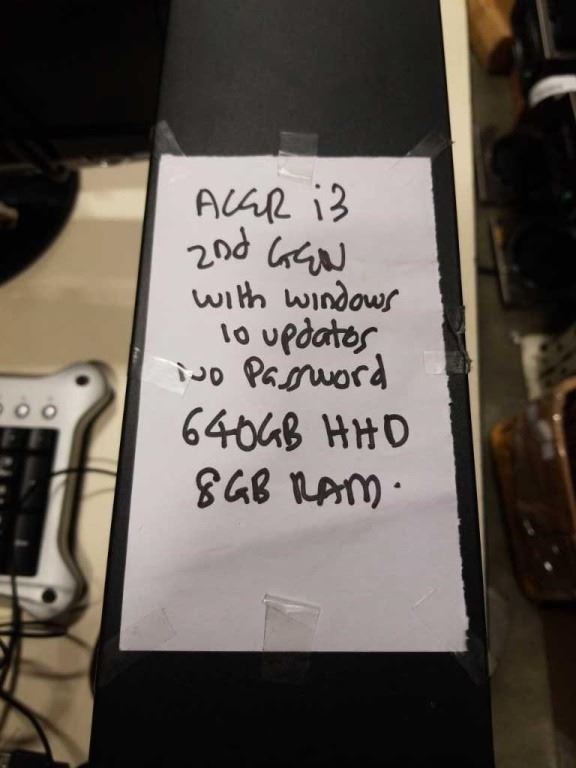 ACER i3
2nd GEN
with windows
10 updates
no Password
640GB HHD
8GB RAM.